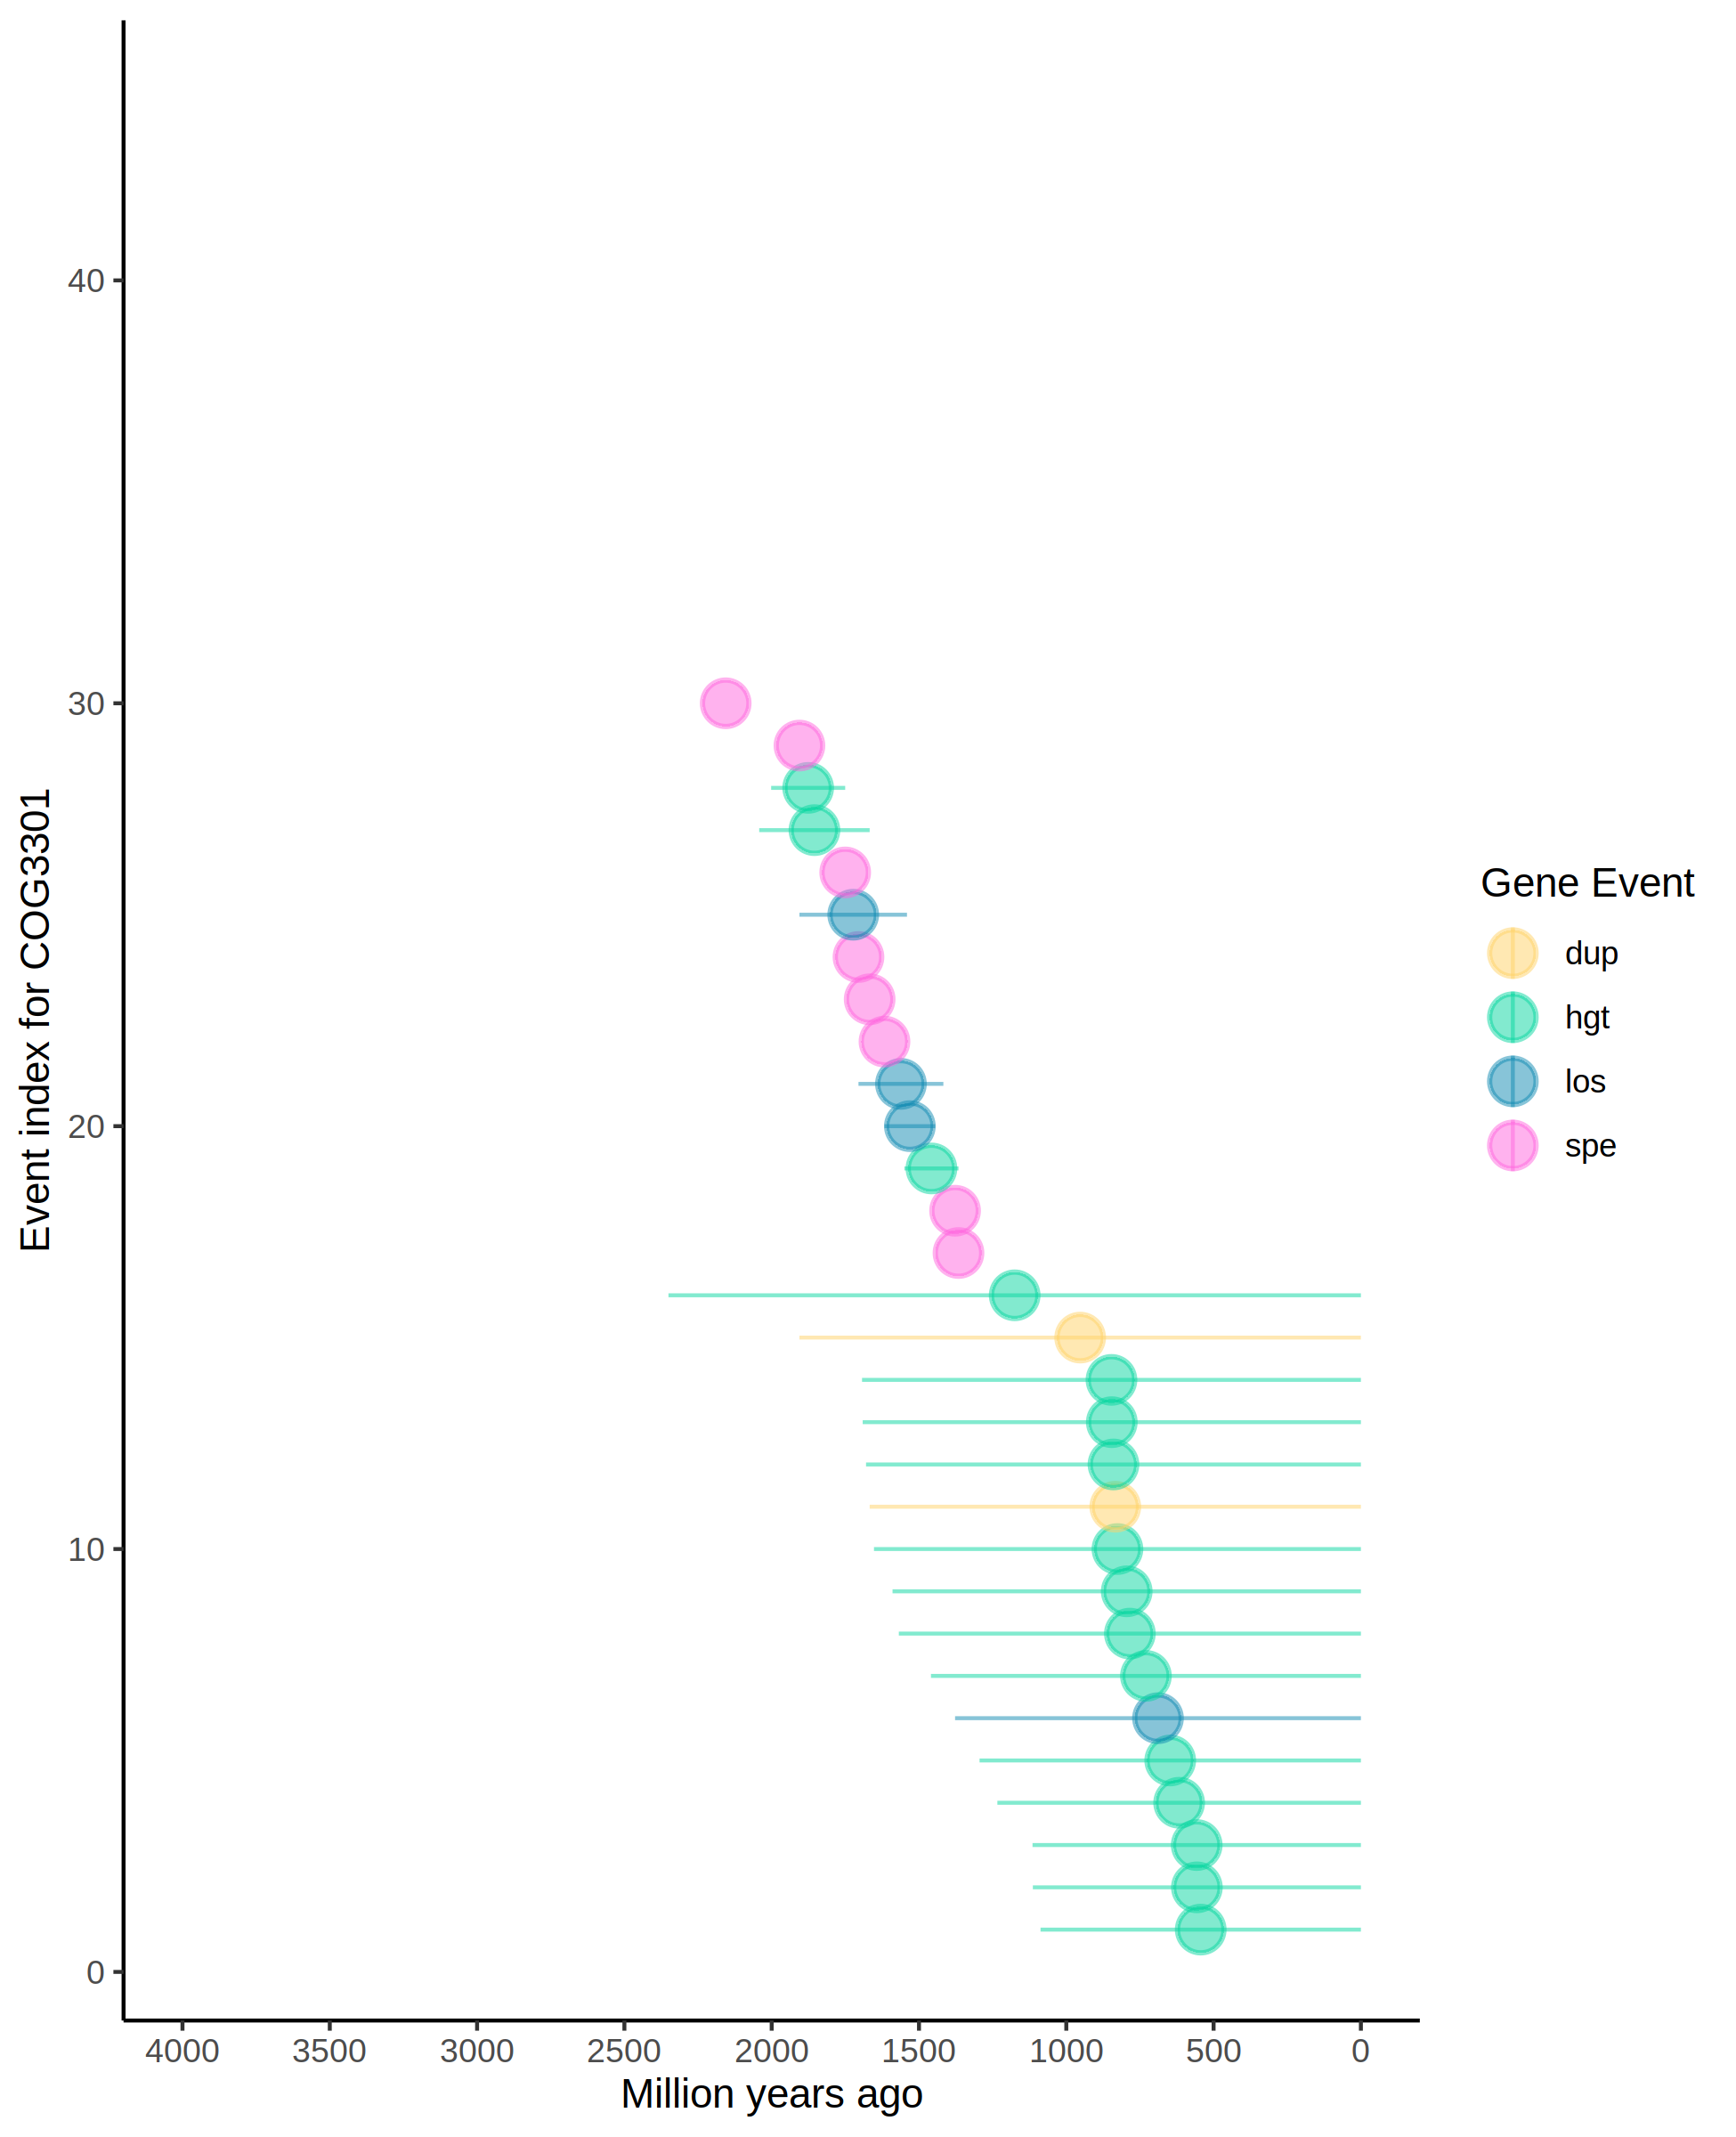 Event index for COG3301
40
30
20
10
0
4000 3500 3000 2500 2000 1500 1000 500 0
Million years ago
Gene Event
dup
hgt
los
spe